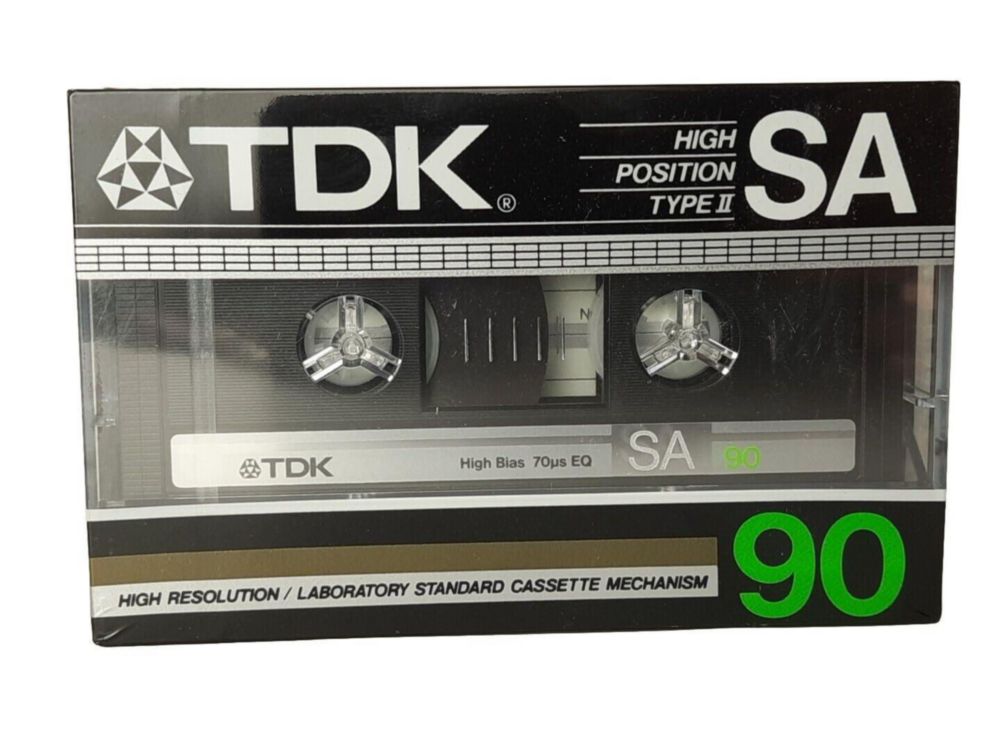 TDK®
HIGH
POSITION
TYPE II
SA
N
TDK
High Bias 70µs EQ
SA
90
HIGH RESOLUTION / LABORATORY STANDARD CASSETTE MECHANISM
90